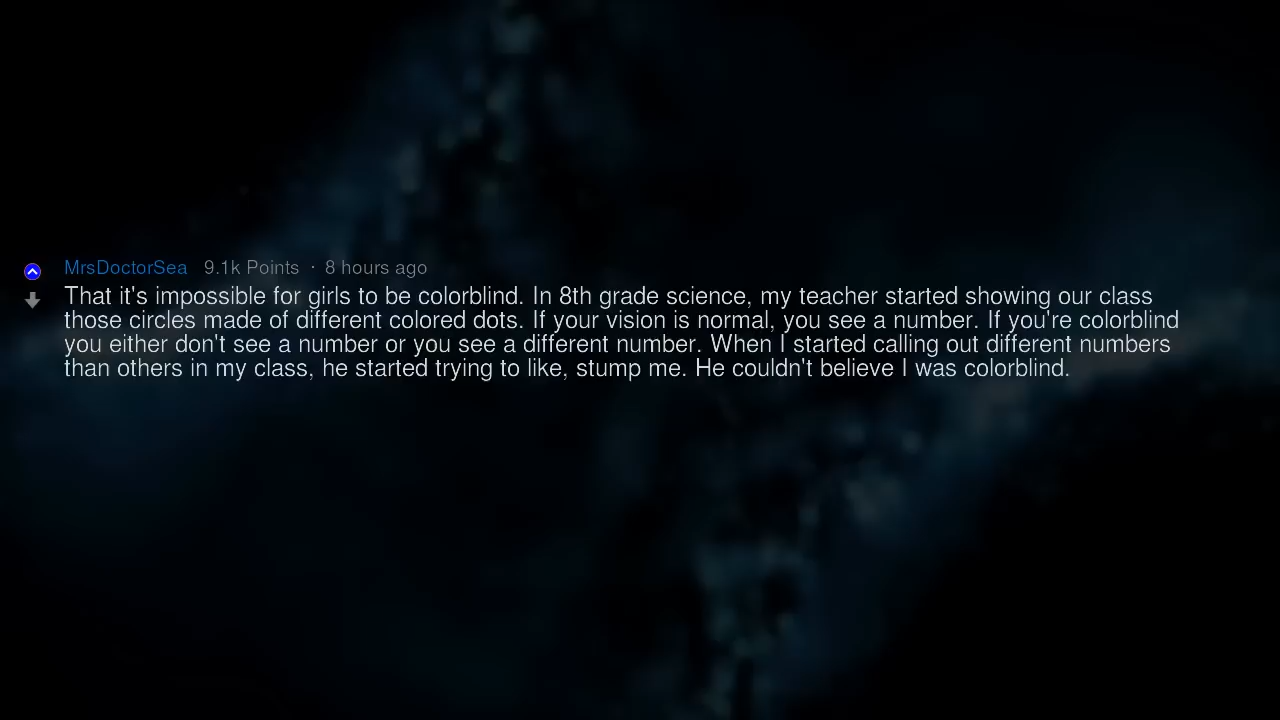 MrsDoctorSea 9.1k Points · 8 hours ago
That it's impossible for girls to be colorblind. In 8th grade science, my teacher started showing our class
those circles made of different colored dots. If your vision is normal, you see a number. If you're colorblind
you either don't see a number or you see a different number. When I started calling out different numbers
than others in my class, he started trying to like, stump me. He couldn't believe I was colorblind.